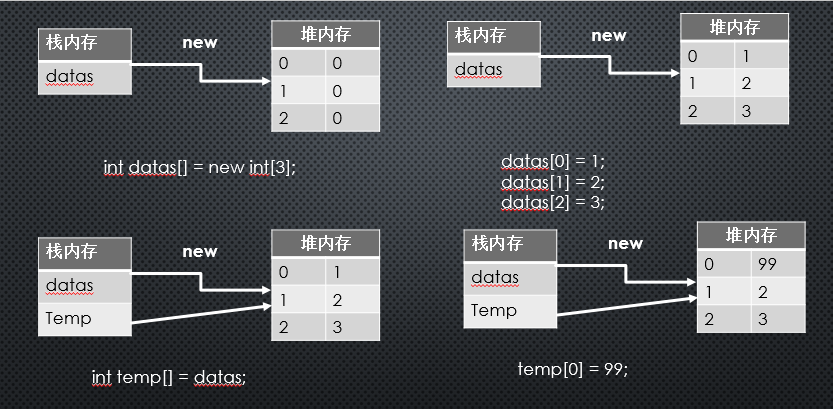 栈内存
datas
new
堆内存
0 0
1 0
2 0
int datas[] = new int[3];
栈内存
datas
new
堆内存
0 1
1 2
2 3
datas[0] = 1;
datas[1] = 2;
datas[2] = 3;
栈内存
datas
Temp
new
堆内存
0 1
1 2
2 3
int temp[] = datas;
栈内存
datas
Temp
new
堆内存
0 99
1 2
2 3
temp[0] = 99;